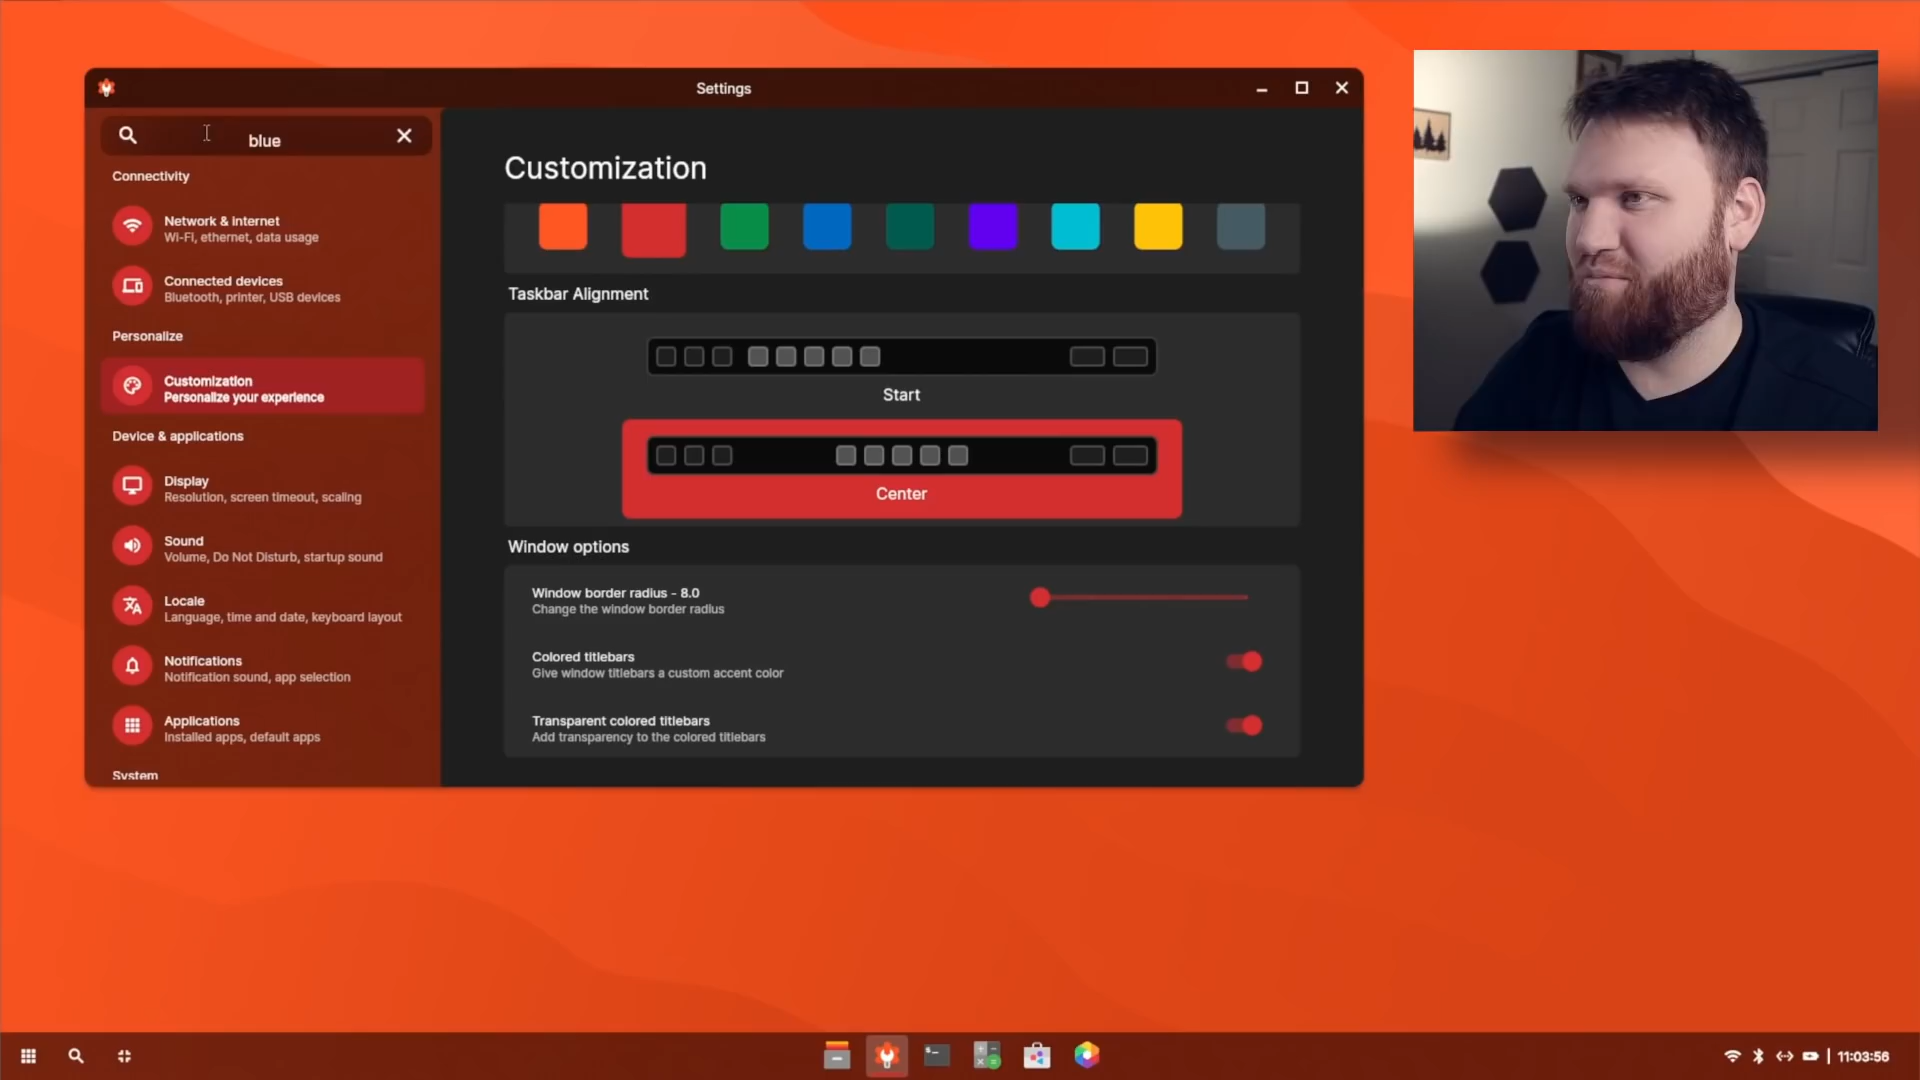 Settings
blue
Connectivity
Network & internet
Wi-Fi, ethernet, data usage
Connected devices
Bluetooth, printer, USB devices
Personalize
Customization
Personalize your experience
Device & applications
Display
Resolution, screen timeout, scaling
Sound
Volume, Do Not Disturb, startup sound
Locale
Language, time and date, keyboard layout
Notifications
Notification sound, app selection
Applications
Installed apps, default apps
System
Customization
Taskbar Alignment
Start
Center
Window options
Window border radius - 8.0
Change the window border radius
Colored titlebars
Give window titlebars a custom accent color
Transparent colored titlebars
Add transparency to the colored titlebars
11:03:56